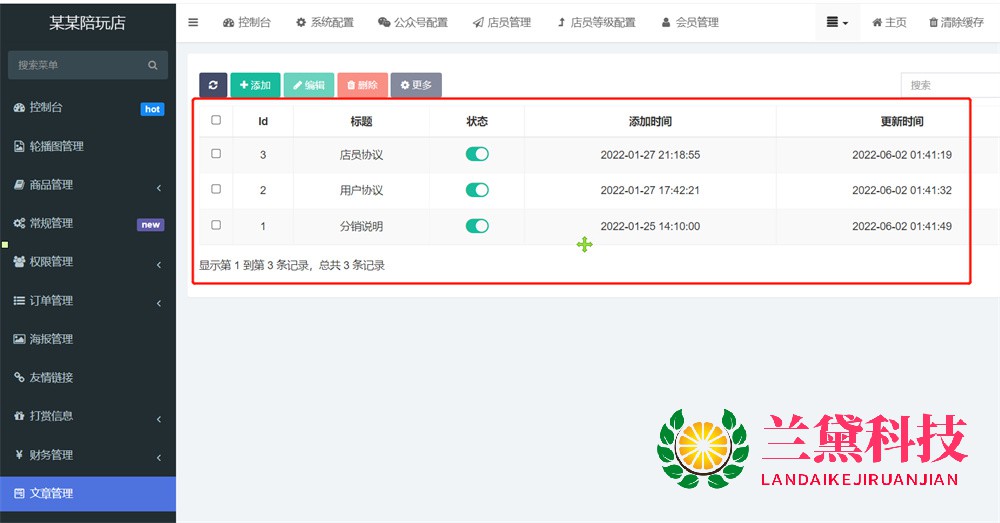 某某陪玩店
控制台 系统配置 公众号配置 店员管理 店员等级配置 会员管理 主页 清除缓存
搜索菜单
控制台 hot
轮播图管理
商品管理
常规管理 new
权限管理
订单管理
海报管理
友情链接
打赏信息
¥ 财务管理
文章管理
添加 编辑 删除 更多 搜索
Id 标题 状态 添加时间 更新时间
3 店员协议 2022-01-27 21:18:55 2022-06-02 01:41:19
2 用户协议 2022-01-27 17:42:21 2022-06-02 01:41:32
1 分销说明 2022-01-25 14:10:00 2022-06-02 01:41:49
显示第 1 到第 3 条记录，总共 3 条记录
兰黛科技
LANDAIKEJIRUANJIAN